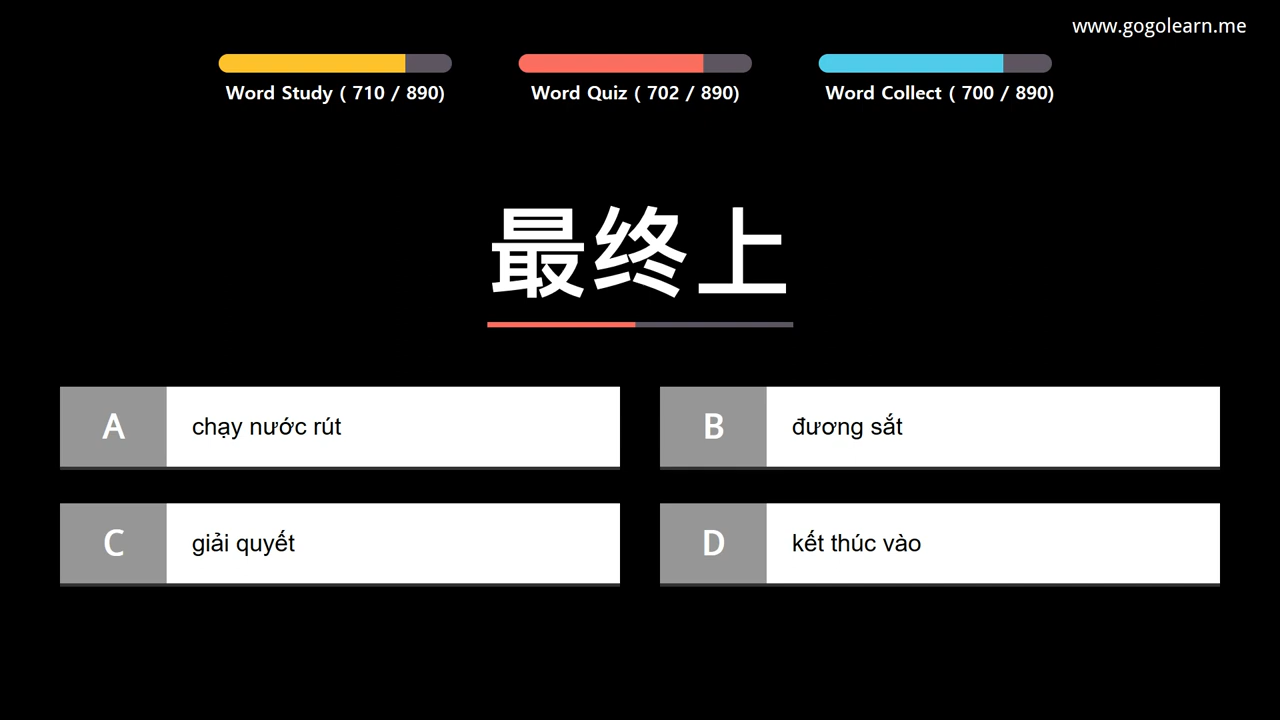 www.gogolearn.me
Word Study ( 710 / 890)
Word Quiz ( 702 / 890)
Word Collect ( 700 / 890)
最终上
A chạy nước rút
B đương sắt
C giải quyết
D kết thúc vào